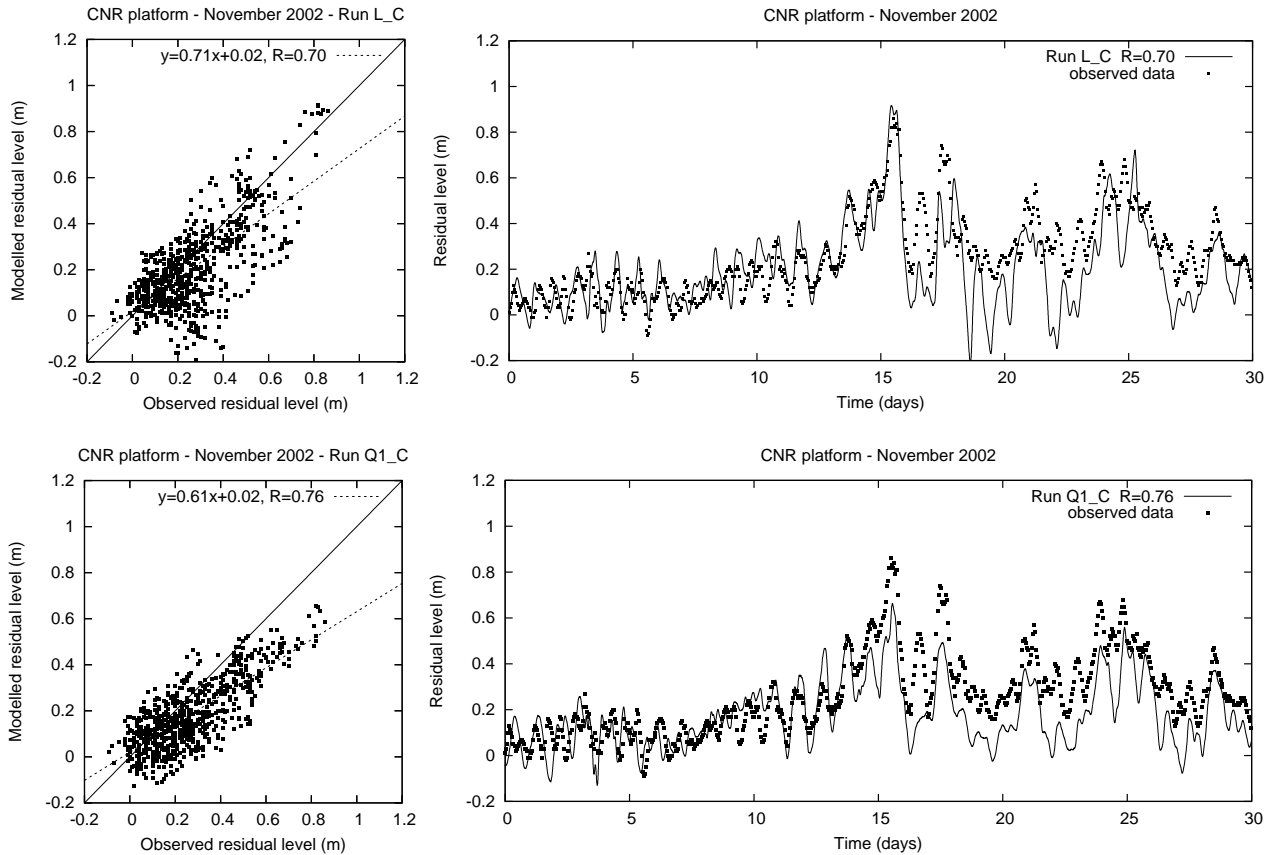 CNR platform - November 2002 - Run L_C
1.2
1
0.8
0.6
0.4
0.2
0
-0.2
Modelled residual level (m)
y=0.71x+0.02, R=0.70
-0.2 0 0.2 0.4 0.6 0.8 1 1.2
Observed residual level (m)
CNR platform - November 2002
1.2
1
0.8
0.6
0.4
0.2
0
-0.2
Residual level (m)
Run L_C R=0.70
observed data
0 5 10 15 20 25 30
Time (days)
CNR platform - November 2002 - Run Q1_C
1.2
1
0.8
0.6
0.4
0.2
0
-0.2
Modelled residual level (m)
y=0.61x+0.02, R=0.76
-0.2 0 0.2 0.4 0.6 0.8 1 1.2
Observed residual level (m)
CNR platform - November 2002
1.2
1
0.8
0.6
0.4
0.2
0
-0.2
Residual level (m)
Run Q1_C R=0.76
observed data
0 5 10 15 20 25 30
Time (days)